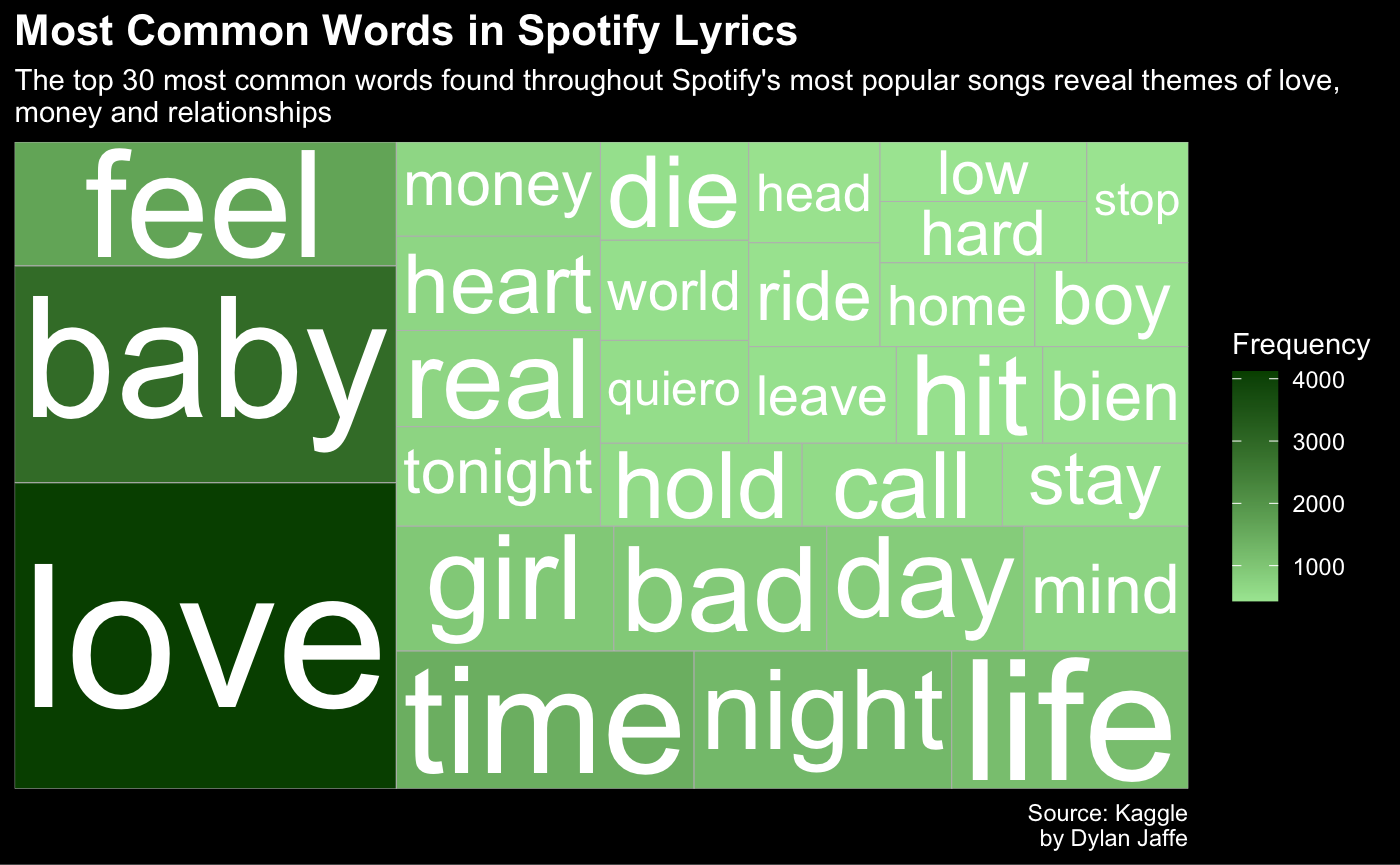 Most Common Words in Spotify Lyrics
The top 30 most common words found throughout Spotify's most popular songs reveal themes of love,
money and relationships
feel
baby
love
money
heart
real
tonight
die
world
quiero
head
ride
leave
low
hard
stop
home
boy
hit
bien
hold
call
stay
girl
bad
day
mind
time
night
life
Frequency
4000
3000
2000
1000
Source: Kaggle
by Dylan Jaffe